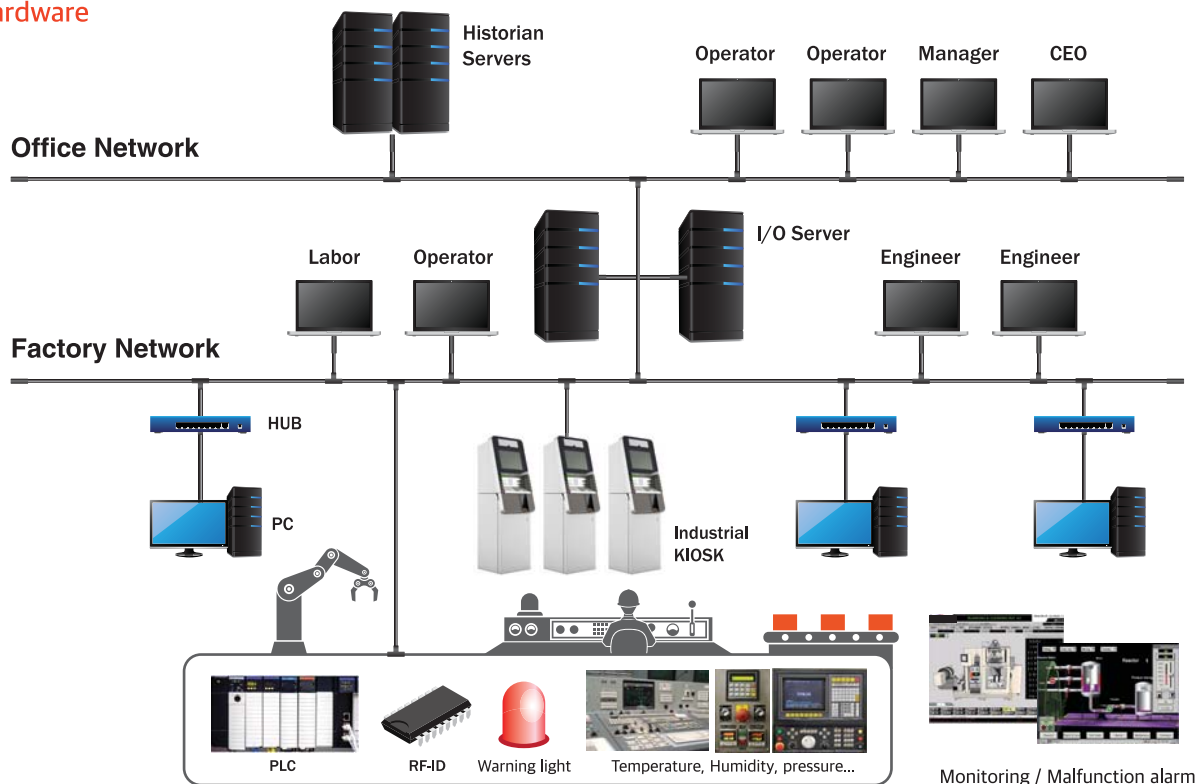 ardware
Historian
Servers
Operator
Operator
Manager
CEO
Office Network
I/O Server
Labor
Operator
Engineer
Engineer
Factory Network
HUB
PC
Industrial
KIOSK
PLC
RF-ID
Warning light
Temperature, Humidity, pressure...
Monitoring / Malfunction alarm